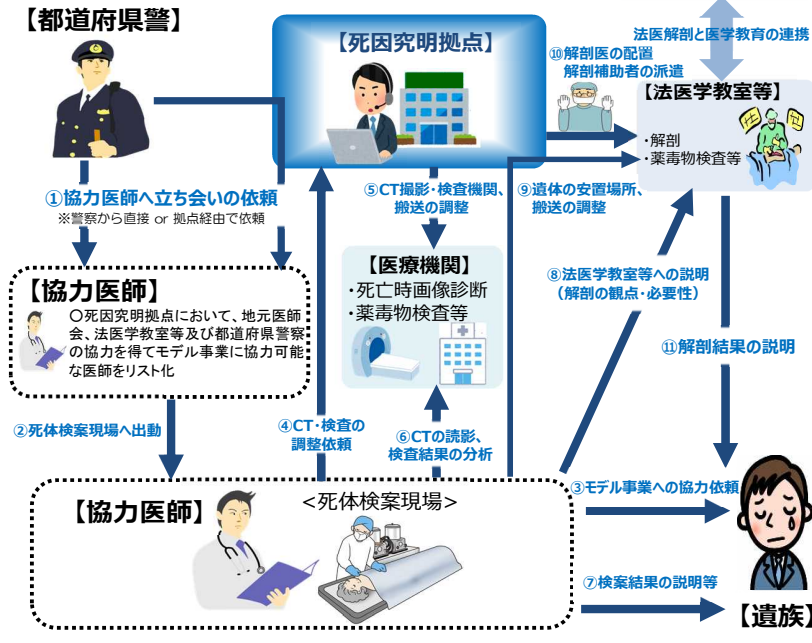 【都道府県警】
【死因究明拠点】
法医解剖と医学教育の連携
⑩解剖医の配置
解剖補助者の派遣
【法医学教室等】
・解剖
・薬毒物検査等
①協力医師へ立ち会いの依頼
※警察から直接 or 拠点経由で依頼
⑤CT撮影・検査機関、
搬送の調整
⑨遺体の安置場所、
搬送の調整
【協力医師】
〇死因究明拠点において、地元医師
会、法医学教室等及び都道府県警察
の協力を得てモデル事業に協力可能
な医師をリスト化
【医療機関】
・死亡時画像診断
・薬毒物検査等
⑧法医学教室等への説明
（解剖の観点・必要性）
⑪解剖結果の説明
②死体検案現場へ出動
④CT・検査の
調整依頼
⑥CTの読影、
検査結果の分析
③モデル事業への協力依頼
【協力医師】
<死体検案現場>
⑦検案結果の説明等
【遺族】